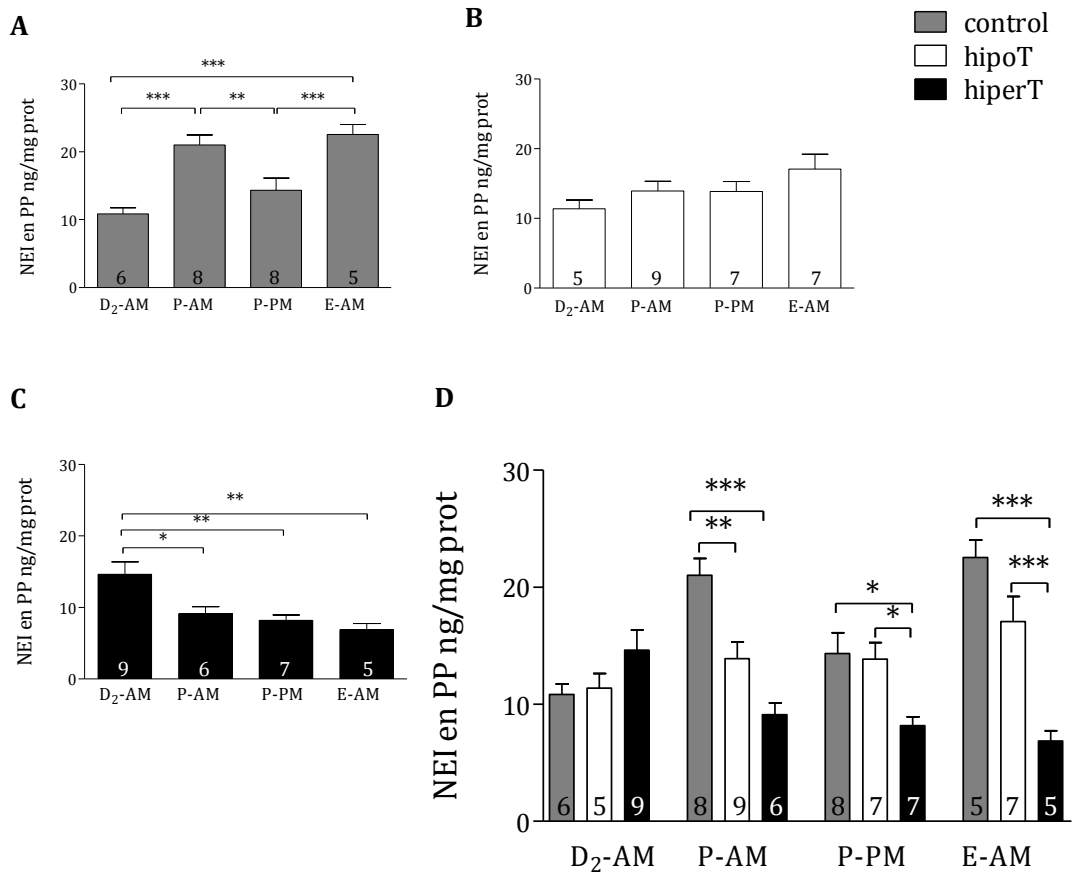 A
***
***
**
***
30
20
10
0
NEI en PP ng/mg prot
6
8
8
5
D₂-AM
P-AM
P-PM
E-AM
B
30
20
10
0
NEI en PP ng/mg prot
5
9
7
7
D₂-AM
P-AM
P-PM
E-AM
control
hipoT
hiperT
C
30
20
10
0
NEI en PP ng/mg prot
**
**
*
9
6
7
5
D₂-AM
P-AM
P-PM
E-AM
D
30
20
10
0
NEI en PP ng/mg prot
***
**
*
*
***
***
6
5
9
8
9
6
8
7
7
5
7
5
D₂-AM
P-AM
P-PM
E-AM